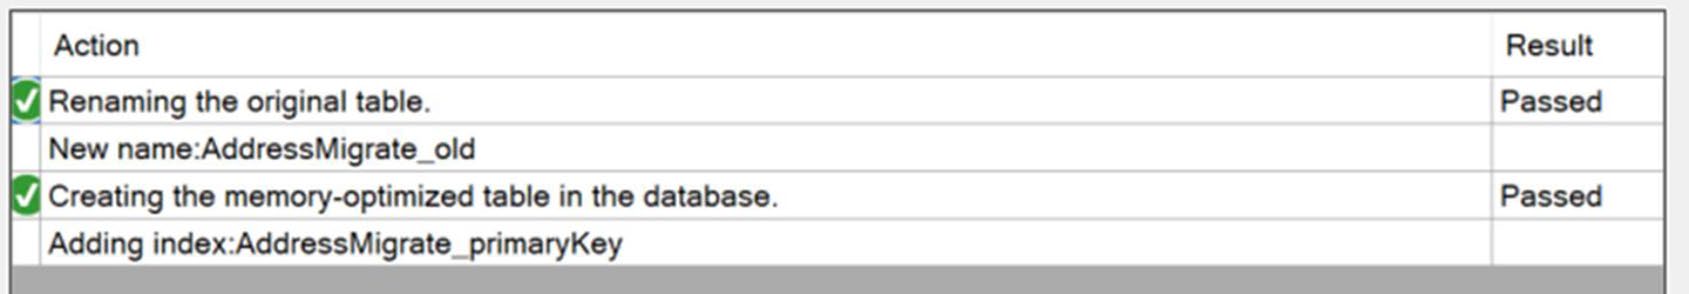 Action Result
Renaming the original table. Passed
New name:AddressMigrate_old
Creating the memory-optimized table in the database. Passed
Adding index:AddressMigrate_primaryKey